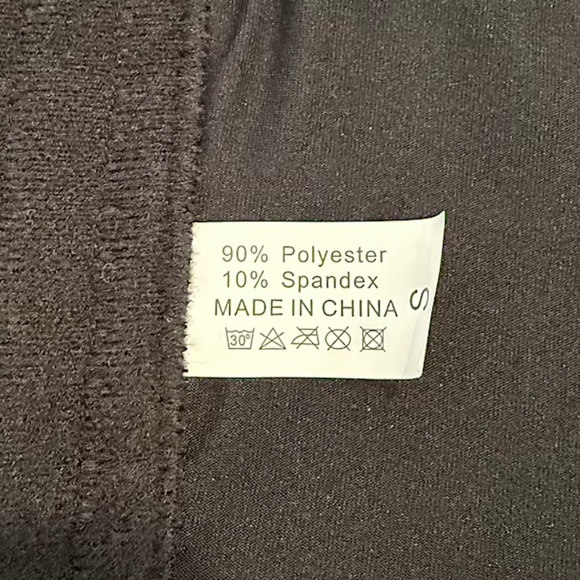 90% Polyester
10% Spandex
MADE IN CHINA
S
30°